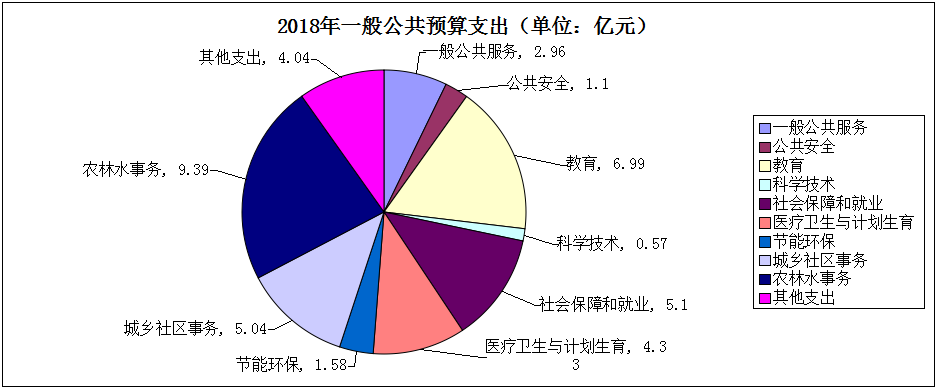 2018年一般公共预算支出（单位：亿元）
一般公共服务, 2.96
其他支出, 4.04
公共安全, 1.1
教育, 6.99
农林水事务, 9.39
科学技术, 0.57
社会保障和就业, 5.1
城乡社区事务, 5.04
医疗卫生与计划生育, 4.3
3
节能环保, 1.58
一般公共服务
公共安全
教育
科学技术
社会保障和就业
医疗卫生与计划生育
节能环保
城乡社区事务
农林水事务
其他支出